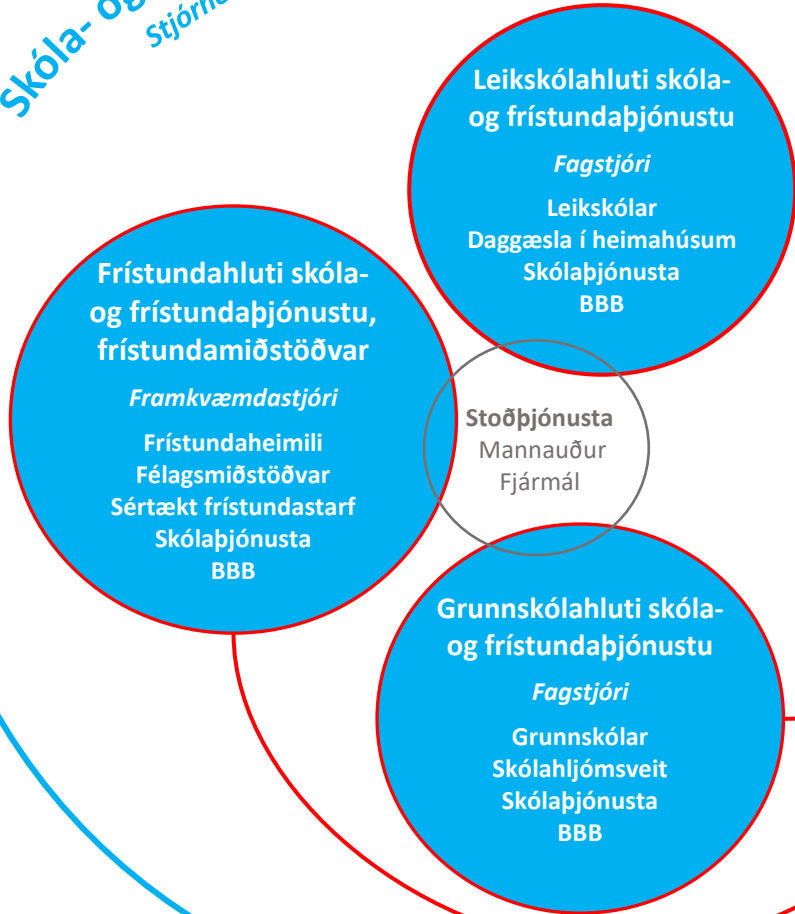 Skóla- og
Leikskólahluti skóla-
og frístundaþjónustu
Fagstjóri
Leikskólar
Daggæsla í heimahúsum
Skólaþjónusta
BBB
Frístundahluti skóla-
og frístundaþjónustu,
frístundamiðstöðvar
Framkvæmdastjóri
Frístundaheimili
Félagsmiðstöðvar
Sértækt frístundastarf
Skólaþjónusta
BBB
Stoðþjónusta
Mannauður
Fjármál
Grunnskólahluti skóla-
og frístundaþjónustu
Fagstjóri
Grunnskólar
Skólahljómsveit
Skólaþjónusta
BBB